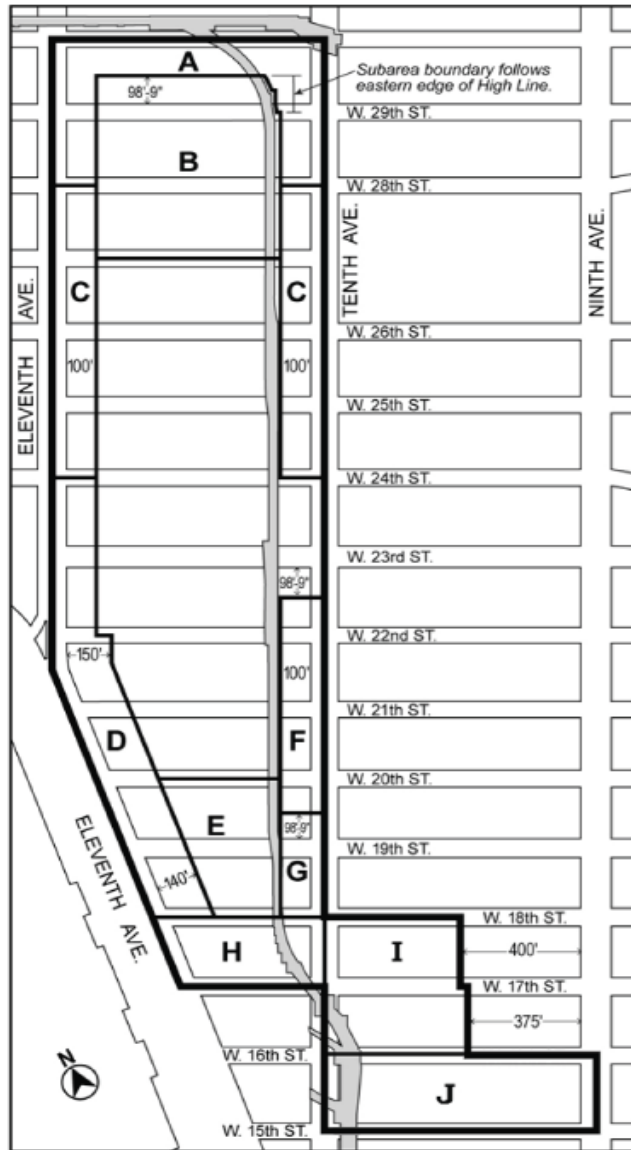 A
98'-9"
Subarea boundary follows
eastern edge of High Line.
W. 29th ST.
B
W. 28th ST.
TENTH AVE.
NINTH AVE.
ELEVENTH AVE.
C
C
W. 26th ST.
100'
100'
W. 25th ST.
W. 24th ST.
W. 23rd ST.
98'-9"
W. 22nd ST.
150'
100'
W. 21th ST.
D
F
W. 20th ST.
E
98'-9"
W. 19th ST.
ELEVENTH AVE.
140'
G
W. 18th ST.
H
I
400'
W. 17th ST.
375'
W. 16th ST.
N
J
W. 15th ST.